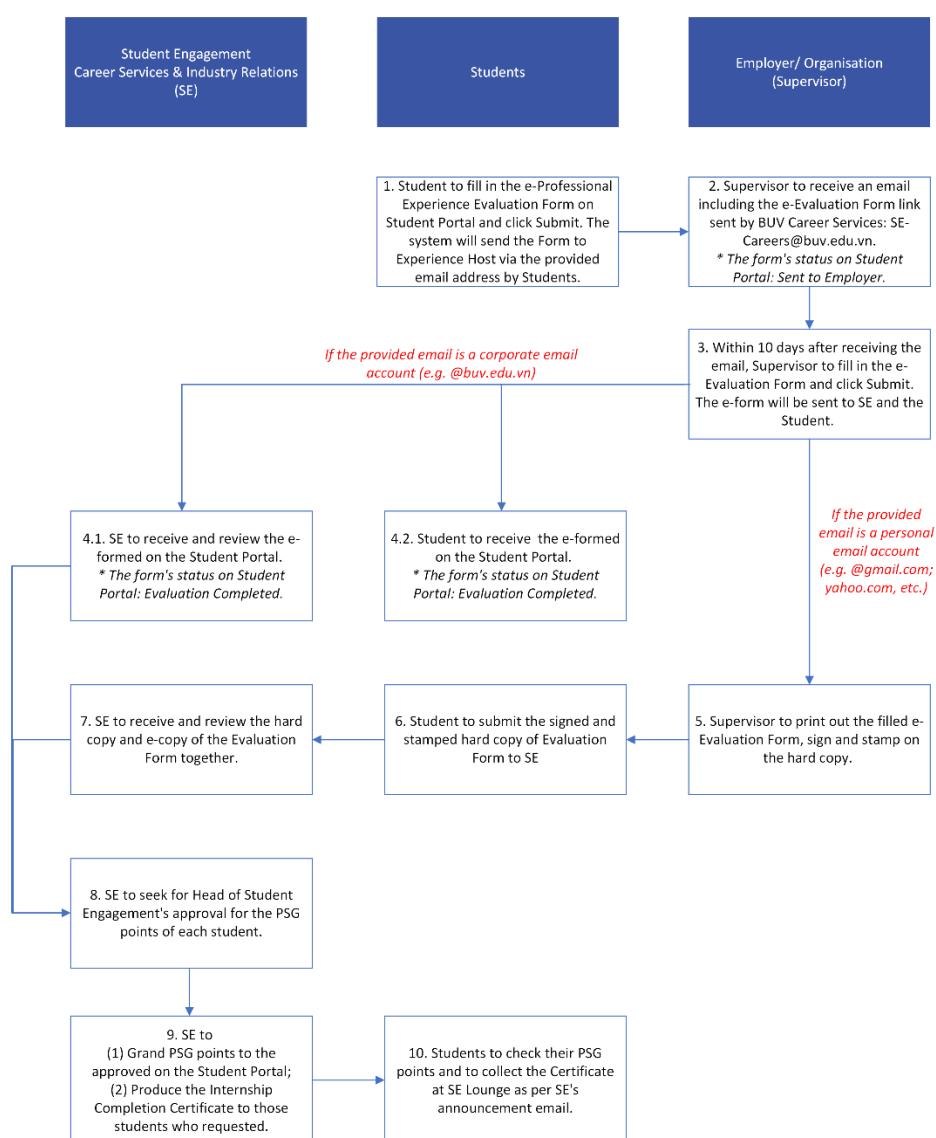 Student Engagement
Career Services & Industry Relations
(SE)
Students
Employer/ Organisation
(Supervisor)
1. Student to fill in the e-Professional
Experience Evaluation Form on
Student Portal and click Submit. The
system will send the Form to
Experience Host via the provided
email address by Students.
2. Supervisor to receive an email
including the e-Evaluation Form link
sent by BUV Career Services: SE-
Careers@buv.edu.vn.
* The form's status on Student
Portal: Sent to Employer.
If the provided email is a corporate email
account (e.g. @buv.edu.vn)
3. Within 10 days after receiving the
email, Supervisor to fill in the e-
Evaluation Form and click Submit.
The e-form will be sent to SE and the
Student.
4.1. SE to receive and review the e-
formed on the Student Portal.
* The form's status on Student
Portal: Evaluation Completed.
4.2. Student to receive the e-formed
on the Student Portal.
* The form's status on Student
Portal: Evaluation Completed.
If the provided
email is a personal
email account
(e.g. @gmail.com;
yahoo.com, etc.)
7. SE to receive and review the hard
copy and e-copy of the Evaluation
Form together.
6. Student to submit the signed and
stamped hard copy of Evaluation
Form to SE
5. Supervisor to print out the filled e-
Evaluation Form, sign and stamp on
the hard copy.
8. SE to seek for Head of Student
Engagement's approval for the PSG
points of each student.
9. SE to
(1) Grand PSG points to the
approved on the Student Portal;
(2) Produce the Internship
Completion Certificate to those
students who requested.
10. Students to check their PSG
points and to collect the Certificate
at SE Lounge as per SE's
announcement email.